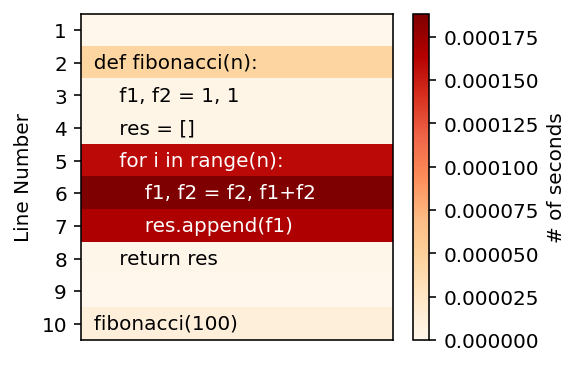 1
2 def fibonacci(n):
3 f1, f2 = 1, 1
4 res = []
5 for i in range(n):
6 f1, f2 = f2, f1+f2
7 res.append(f1)
8 return res
9
10 fibonacci(100)
Line Number
0.000175
0.000150
0.000125
0.000100
0.000075
0.000050
0.000025
0.000000
# of seconds